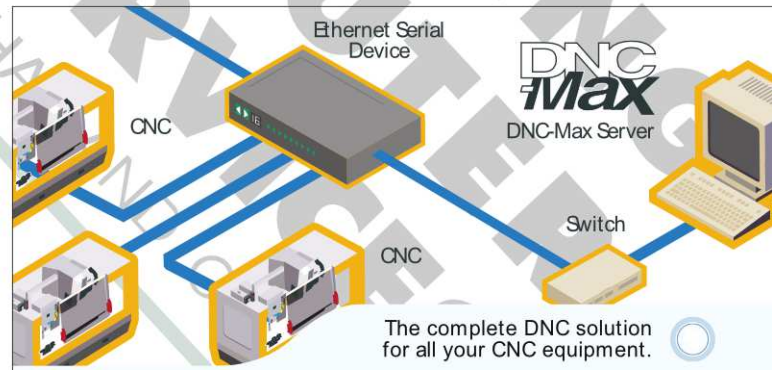 Ethernet Serial
Device
DNC
-Max
DNC-Max Server
CNC
16
Switch
CNC
The complete DNC solution
for all your CNC equipment.